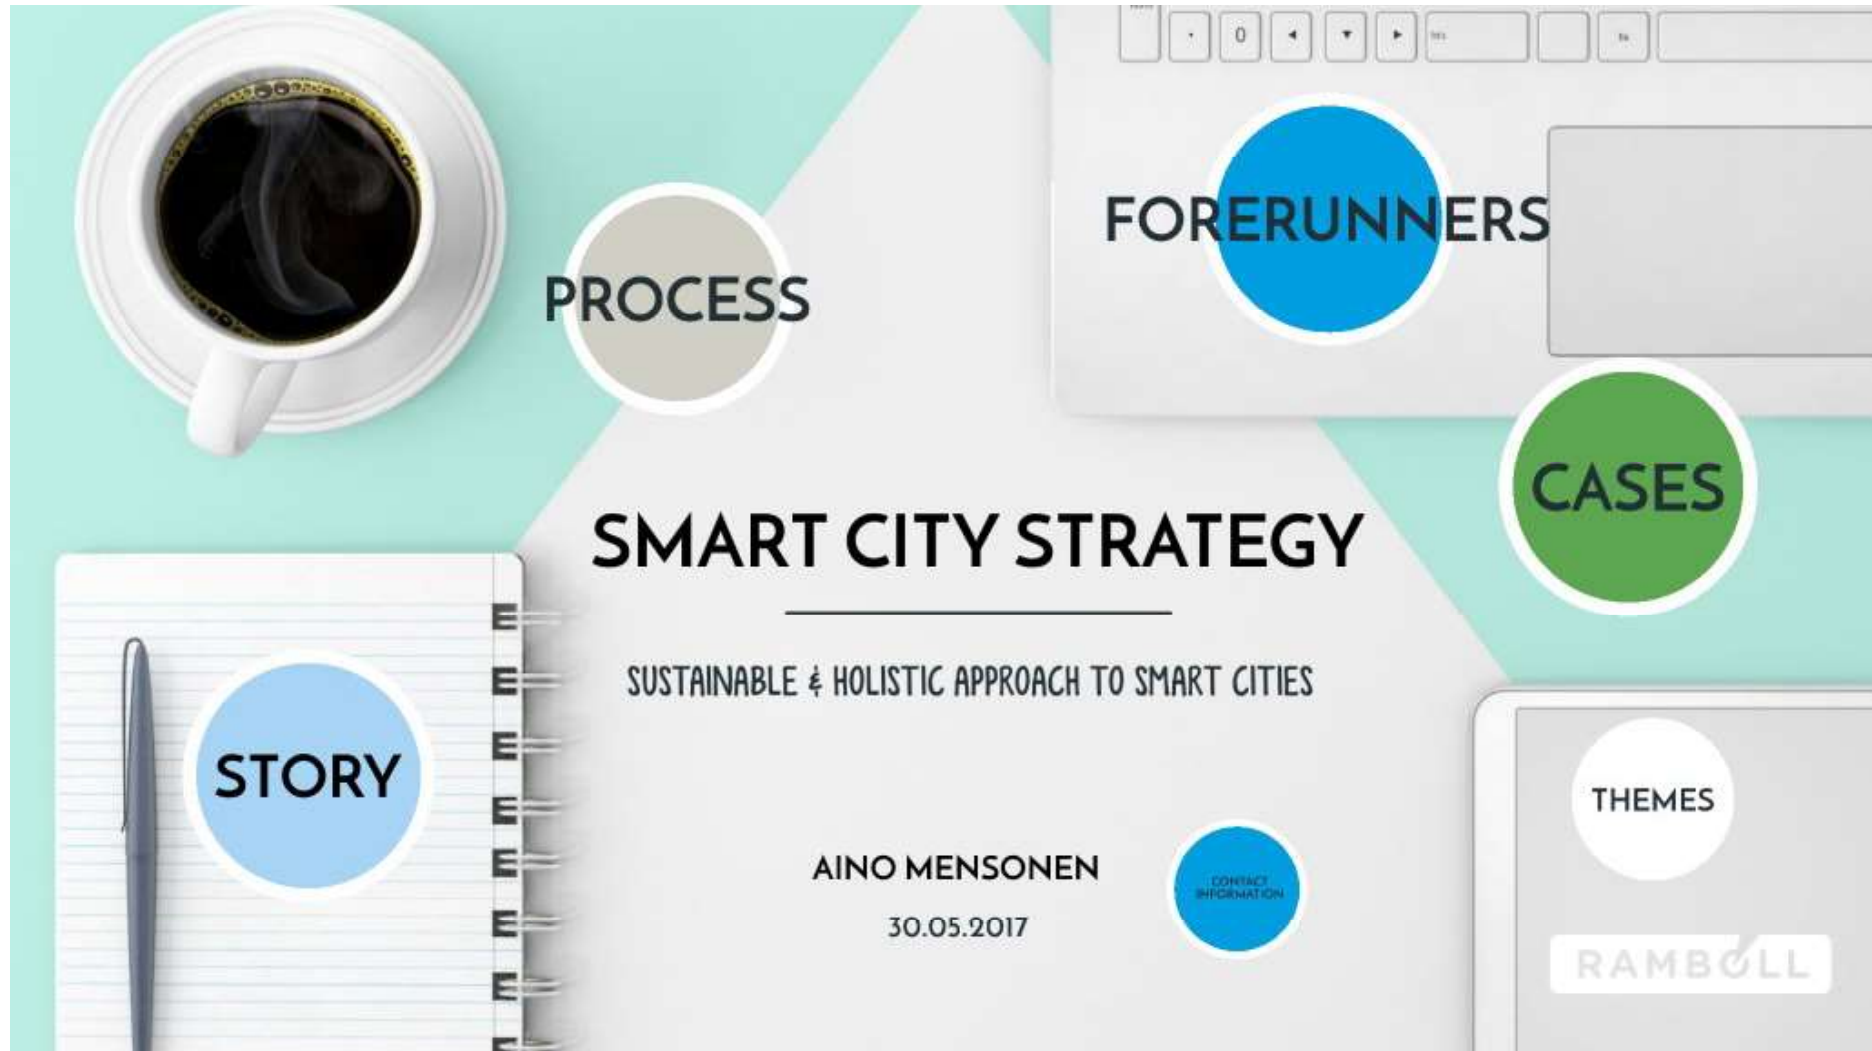 0
FORERUNNERS
PROCESS
CASES
SMART CITY STRATEGY
SUSTAINABLE & HOLISTIC APPROACH TO SMART CITIES
STORY
THEMES
AINO MENSONEN
CONTACT
INFORMATION
30.05.2017
RAMBOLL